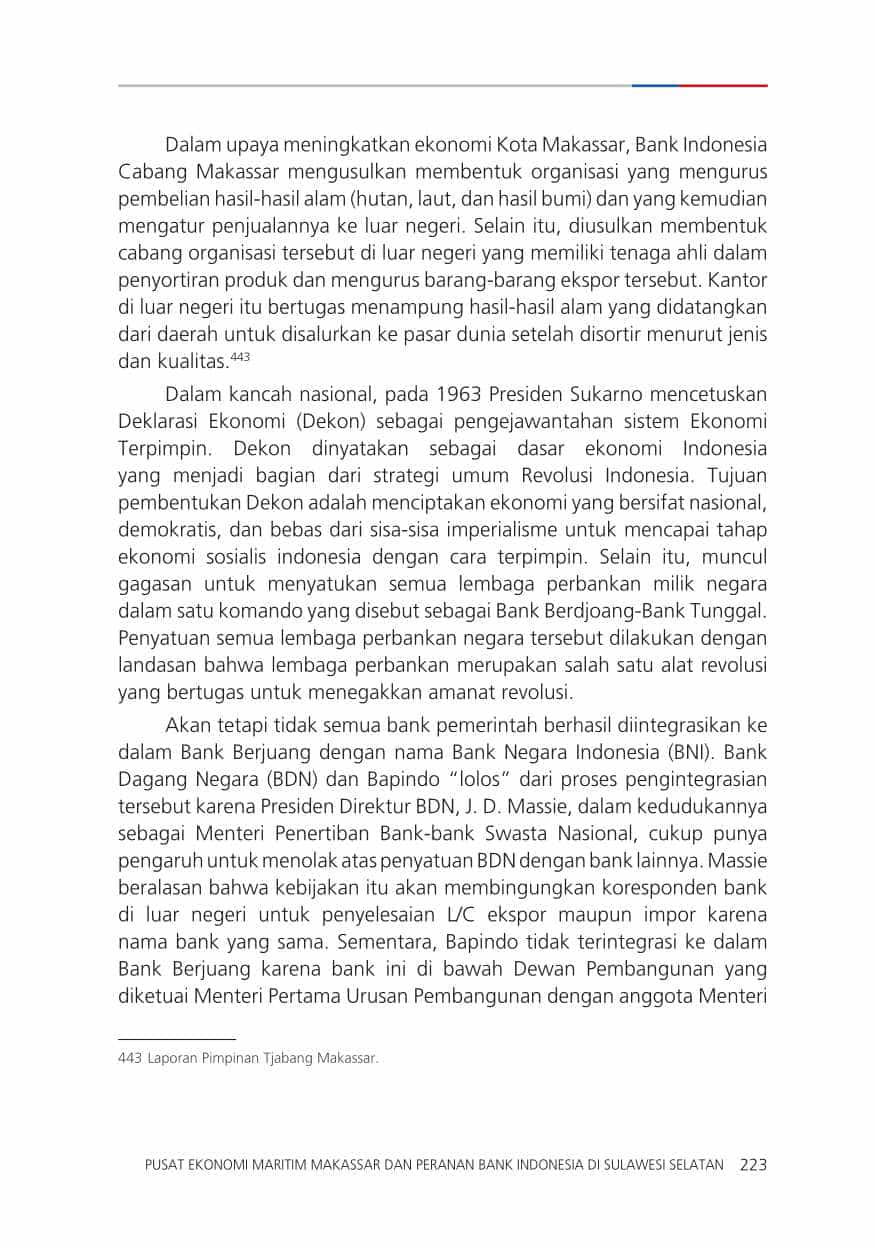 Dalam upaya meningkatkan ekonomi Kota Makassar, Bank Indonesia
Cabang Makassar mengusulkan membentuk organisasi yang mengurus
pembelian hasil-hasil alam (hutan, laut, dan hasil bumi) dan yang kemudian
mengatur penjualannya ke luar negeri. Selain itu, diusulkan membentuk
cabang organisasi tersebut di luar negeri yang memiliki tenaga ahli dalam
penyortiran produk dan mengurus barang-barang ekspor tersebut. Kantor
di luar negeri itu bertugas menampung hasil-hasil alam yang didatangkan
dari daerah untuk disalurkan ke pasar dunia setelah disortir menurut jenis
dan kualitas.443
Dalam kancah nasional, pada 1963 Presiden Sukarno mencetuskan
Deklarasi Ekonomi (Dekon) sebagai pengejawantahan sistem Ekonomi
Terpimpin. Dekon dinyatakan sebagai dasar ekonomi Indonesia
yang menjadi bagian dari strategi umum Revolusi Indonesia. Tujuan
pembentukan Dekon adalah menciptakan ekonomi yang bersifat nasional,
demokratis, dan bebas dari sisa-sisa imperialisme untuk mencapai tahap
ekonomi sosialis indonesia dengan cara terpimpin. Selain itu, muncul
gagasan untuk menyatukan semua lembaga perbankan milik negara
dalam satu komando yang disebut sebagai Bank Berdjoang-Bank Tunggal.
Penyatuan semua lembaga perbankan negara tersebut dilakukan dengan
landasan bahwa lembaga perbankan merupakan salah satu alat revolusi
yang bertugas untuk menegakkan amanat revolusi.
Akan tetapi tidak semua bank pemerintah berhasil diintegrasikan ke
dalam Bank Berjuang dengan nama Bank Negara Indonesia (BNI). Bank
Dagang Negara (BDN) dan Bapindo “lolos” dari proses pengintegrasian
tersebut karena Presiden Direktur BDN, J. D. Massie, dalam kedudukannya
sebagai Menteri Penertiban Bank-bank Swasta Nasional, cukup punya
pengaruh untuk menolak atas penyatuan BDN dengan bank lainnya. Massie
beralasan bahwa kebijakan itu akan membingungkan koresponden bank
di luar negeri untuk penyelesaian L/C ekspor maupun impor karena
nama bank yang sama. Sementara, Bapindo tidak terintegrasi ke dalam
Bank Berjuang karena bank ini di bawah Dewan Pembangunan yang
diketuai Menteri Pertama Urusan Pembangunan dengan anggota Menteri
443 Laporan Pimpinan Tjabang Makassar.
PUSAT EKONOMI MARITIM MAKASSAR DAN PERANAN BANK INDONESIA DI SULAWESI SELATAN 223